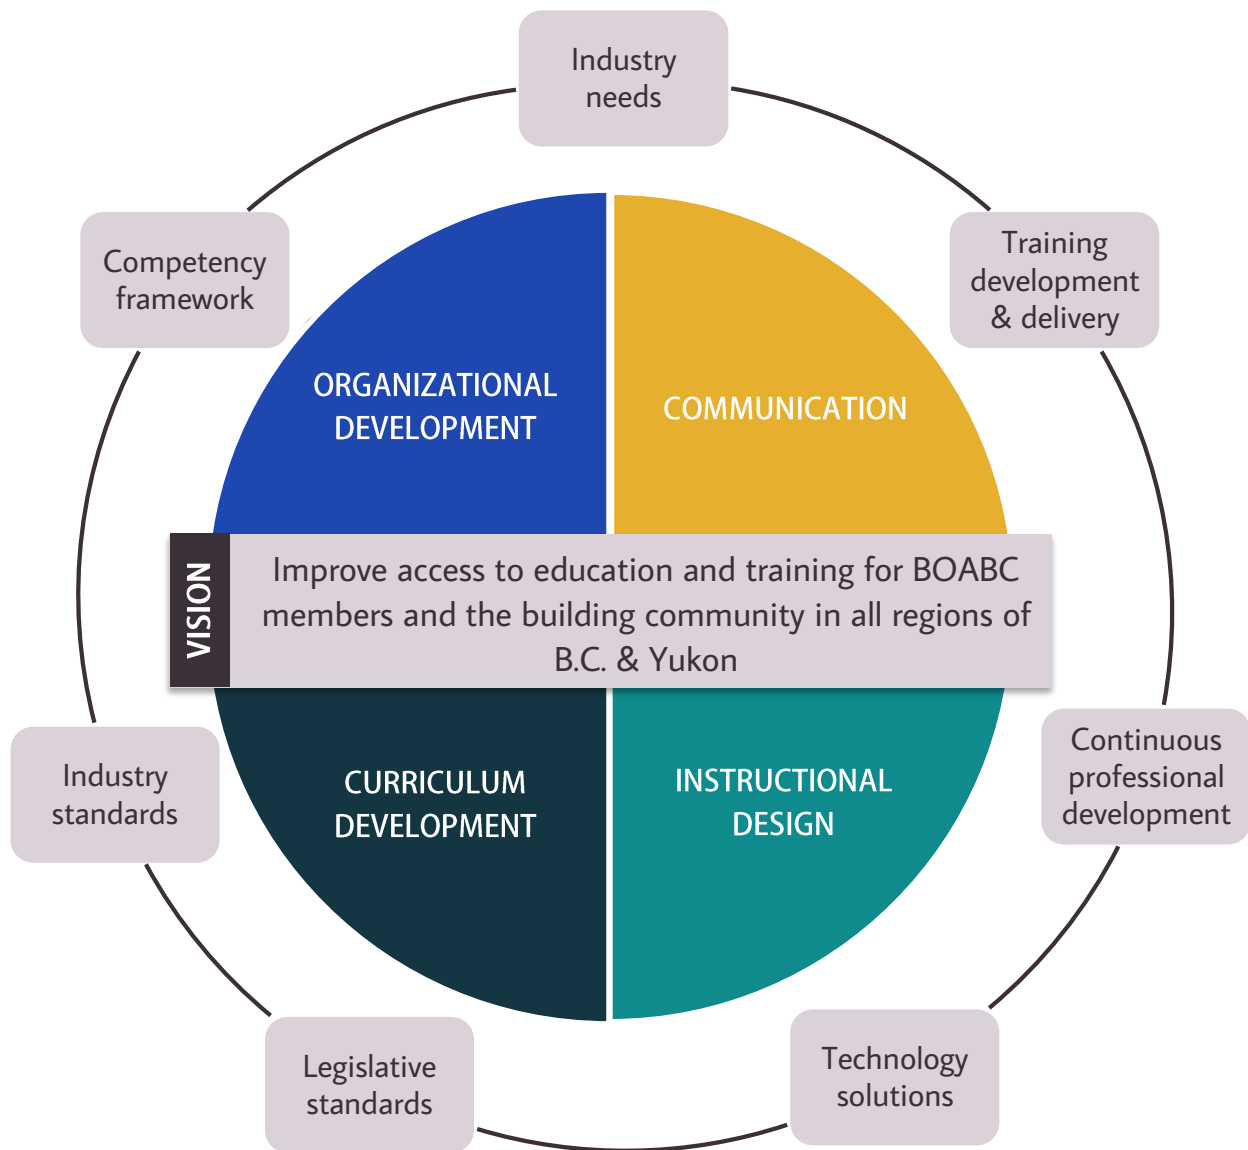 Industry
needs
Competency
framework
Training
development
& delivery
ORGANIZATIONAL
DEVELOPMENT
COMMUNICATION
VISION
Improve access to education and training for BOABC
members and the building community in all regions of
B.C. & Yukon
Industry
standards
CURRICULUM
DEVELOPMENT
INSTRUCTIONAL
DESIGN
Continuous
professional
development
Legislative
standards
Technology
solutions